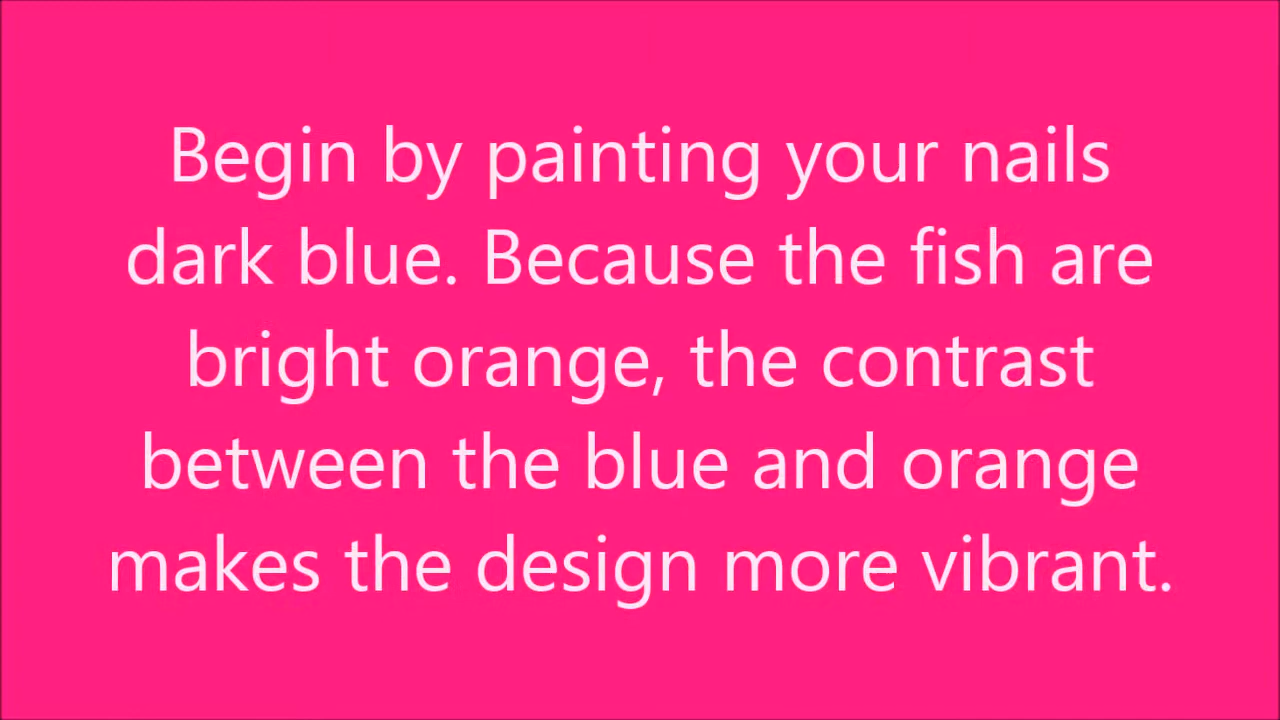 Begin by painting your nails
dark blue. Because the fish are
bright orange, the contrast
between the blue and orange
makes the design more vibrant.